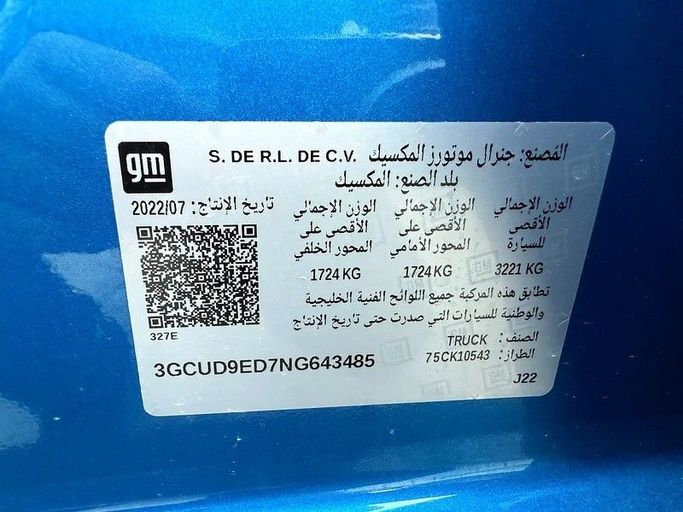 gm
المُصنع: جنرال موتورز المكسيك S. DE R.L. DE C.V.
بلد الصنع: المكسيك
تاريخ الإنتاج: 2022/07
الوزن الإجمالي الأقصى للسيارة
3221 KG
الوزن الإجمالي الأقصى على المحور الأمامي
1724 KG
الوزن الإجمالي الأقصى على المحور الخلفي
1724 KG
تطابق هذه المركبة جميع اللوائح الفنية الخليجية
والوطنية للسيارات التي صدرت حتى تاريخ الإنتاج
327E
الصنف: TRUCK
الطراز: 75CK10543
3GCUD9ED7NG643485
J22